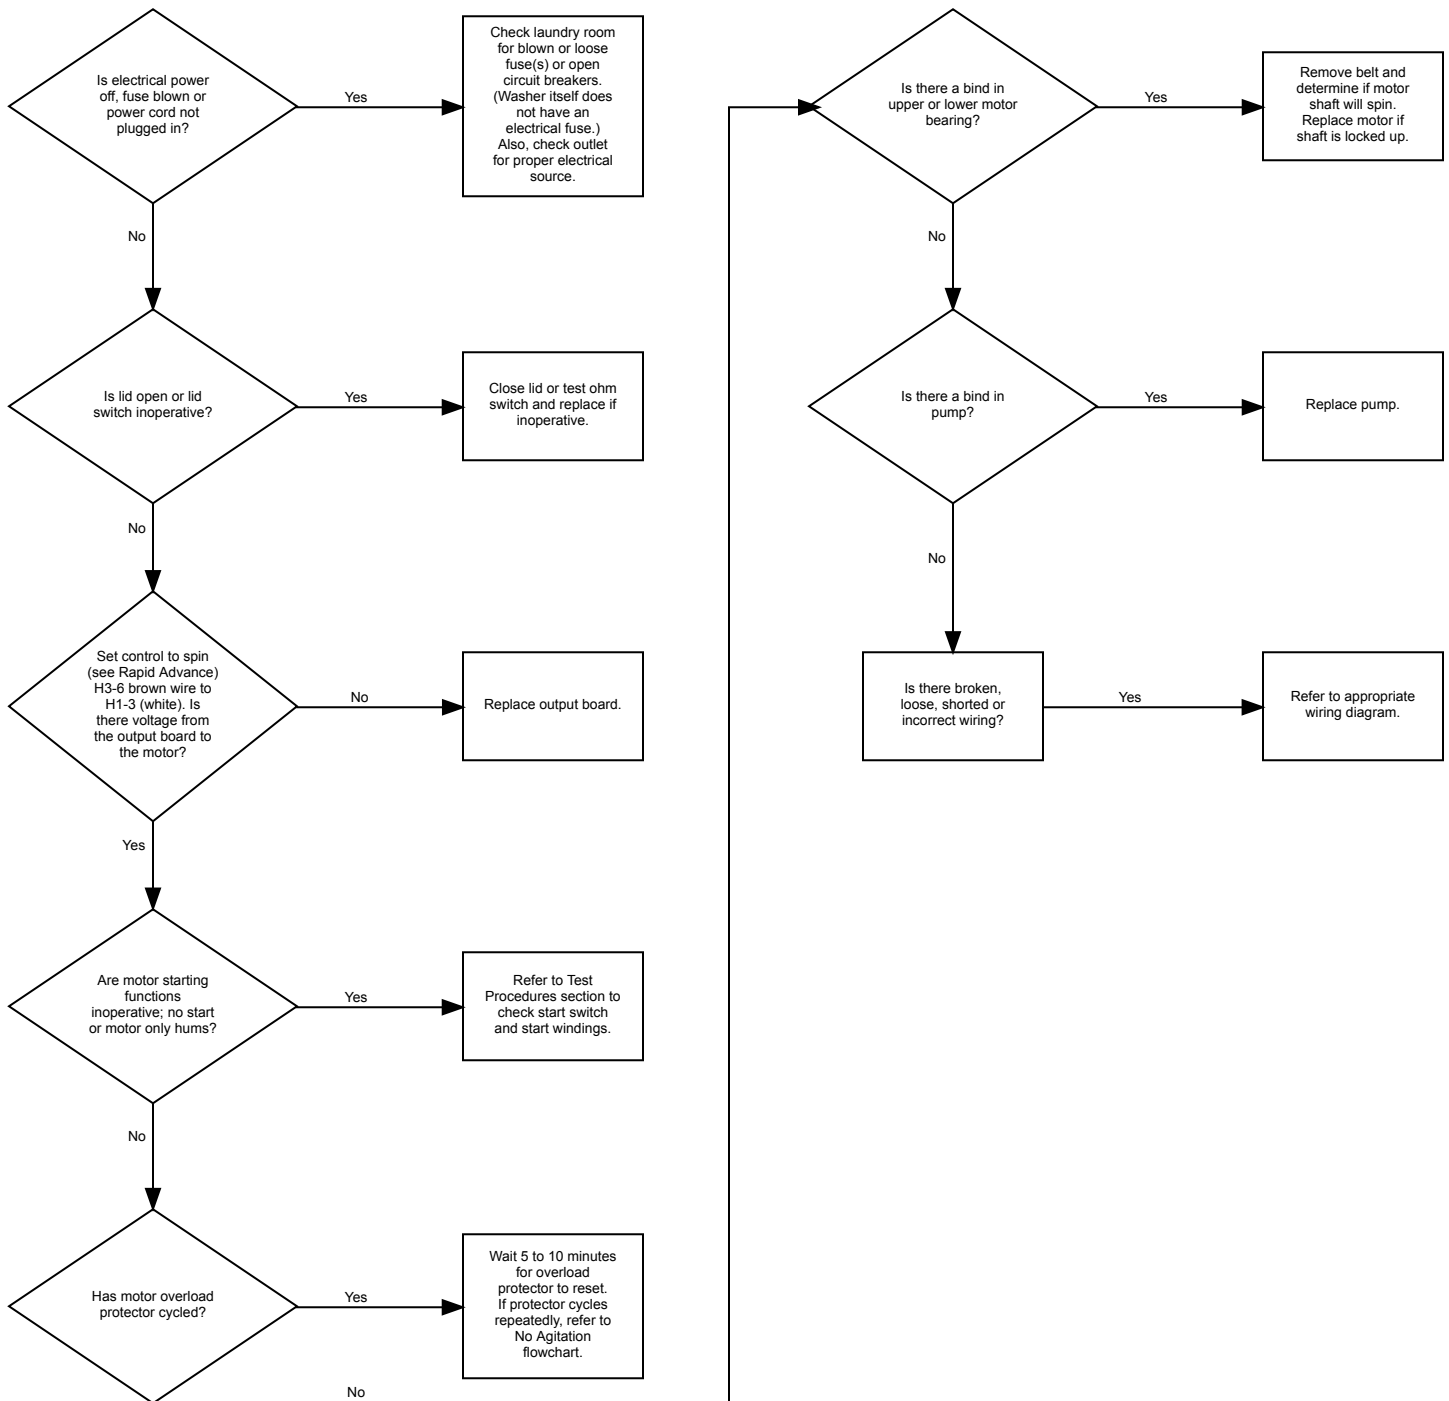 Is electrical power
off, fuse blown or
power cord not
plugged in?
Yes
Check laundry room
for blown or loose
fuse(s) or open
circuit breakers.
(Washer itself does
not have an
electrical fuse.)
Also, check outlet
for proper electrical
source.
No
Is lid open or lid
switch inoperative?
Yes
Close lid or test ohm
switch and replace if
inoperative.
No
Set control to spin
(see Rapid Advance)
H3-6 brown wire to
H1-3 (white). Is
there voltage from
the output board to
the motor?
No
Replace output board.
Yes
Are motor starting
functions
inoperative; no start
or motor only hums?
Yes
Refer to Test
Procedures section to
check start switch
and start windings.
No
Has motor overload
protector cycled?
Yes
Wait 5 to 10 minutes
for overload
protector to reset.
If protector cycles
repeatedly, refer to
No Agitation
flowchart.
No
Is there a bind in
upper or lower motor
bearing?
Yes
Remove belt and
determine if motor
shaft will spin.
Replace motor if
shaft is locked up.
No
Is there a bind in
pump?
Yes
Replace pump.
No
Is there broken,
loose, shorted or
incorrect wiring?
Yes
Refer to appropriate
wiring diagram.